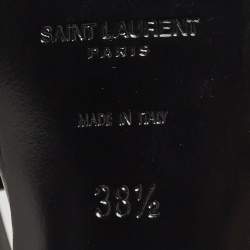 SAINT LAURENT
PARIS
MADE IN ITALY
38½